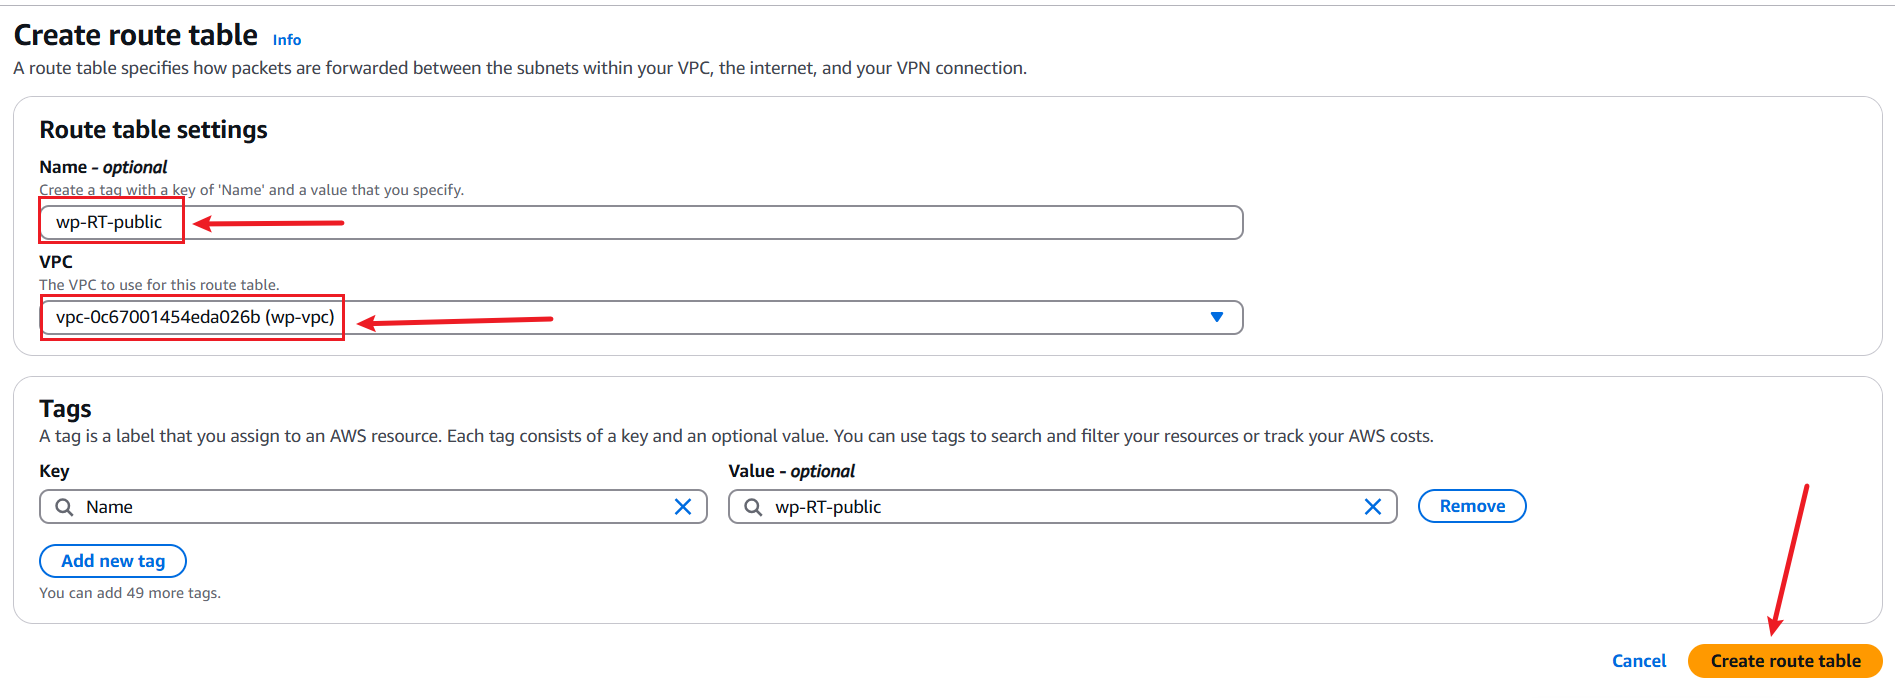 Create route table Info
A route table specifies how packets are forwarded between the subnets within your VPC, the internet, and your VPN connection.
Route table settings
Name - optional
Create a tag with a key of 'Name' and a value that you specify.
wp-RT-public
VPC
The VPC to use for this route table.
vpc-0c67001454eda026b (wp-vpc)
Tags
A tag is a label that you assign to an AWS resource. Each tag consists of a key and an optional value. You can use tags to search and filter your resources or track your AWS costs.
Key Value - optional
Name wp-RT-public Remove
Add new tag
You can add 49 more tags.
Cancel Create route table